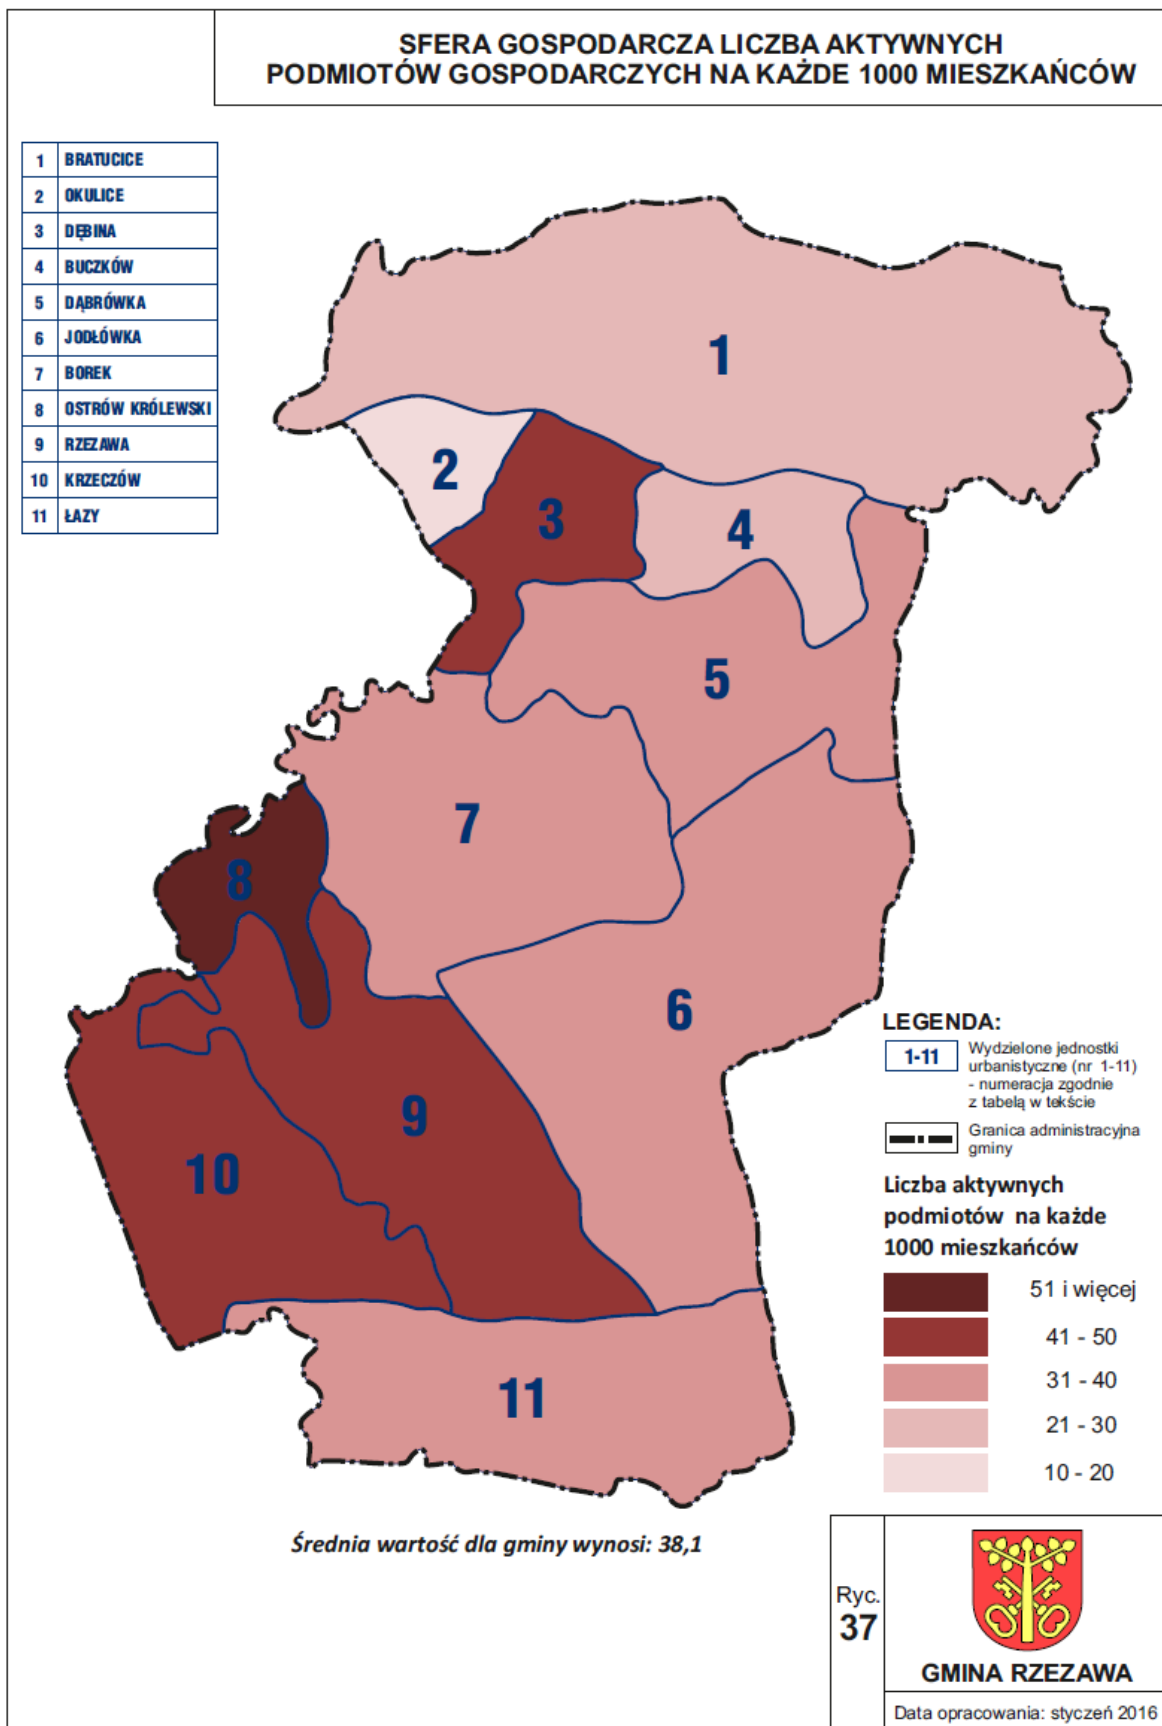 SFERA GOSPODARCZA LICZBA AKTYWNYCH
PODMIOTÓW GOSPODARCZYCH NA KAŻDE 1000 MIESZKAŃCÓW
1 BRATUCICE
2 OKULICE
3 DĘBINA
4 BUCZKÓW
5 DĄBRÓWKA
6 JODŁÓWKA
7 BOREK
8 OSTRÓW KRÓLEWSKI
9 RZEZAWA
10 KRZECZÓW
11 ŁAZY
1
2
3
4
5
7
8
6
9
10
11
LEGENDA:
1-11
Wydzielone jednostki
urbanistyczne (nr 1-11)
- numeracja zgodnie
z tabelą w tekście
Granica administracyjna
gminy
Liczba aktywnych
podmiotów na każde
1000 mieszkańców
51 i więcej
41 - 50
31 - 40
21 - 30
10 - 20
Średnia wartość dla gminy wynosi: 38,1
Ryc.
37
GMINA RZEZAWA
Data opracowania: styczeń 2016